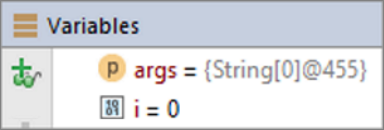 Variables
p args = {String[0]@455}
i = 0